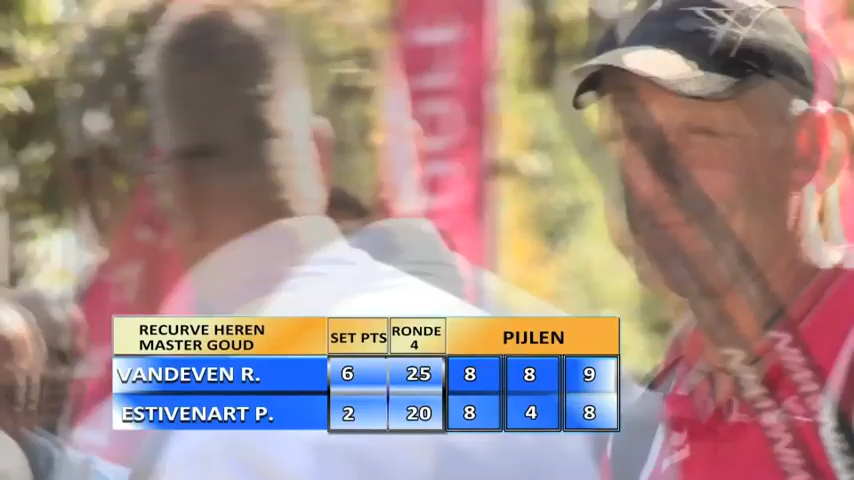 RECURVE HEREN
MASTER GOUD
SET PTS
RONDE
4
PIJLEN
VANDEVEN R. 6 25 8 8 9
ESTIVENART P. 2 20 8 4 8